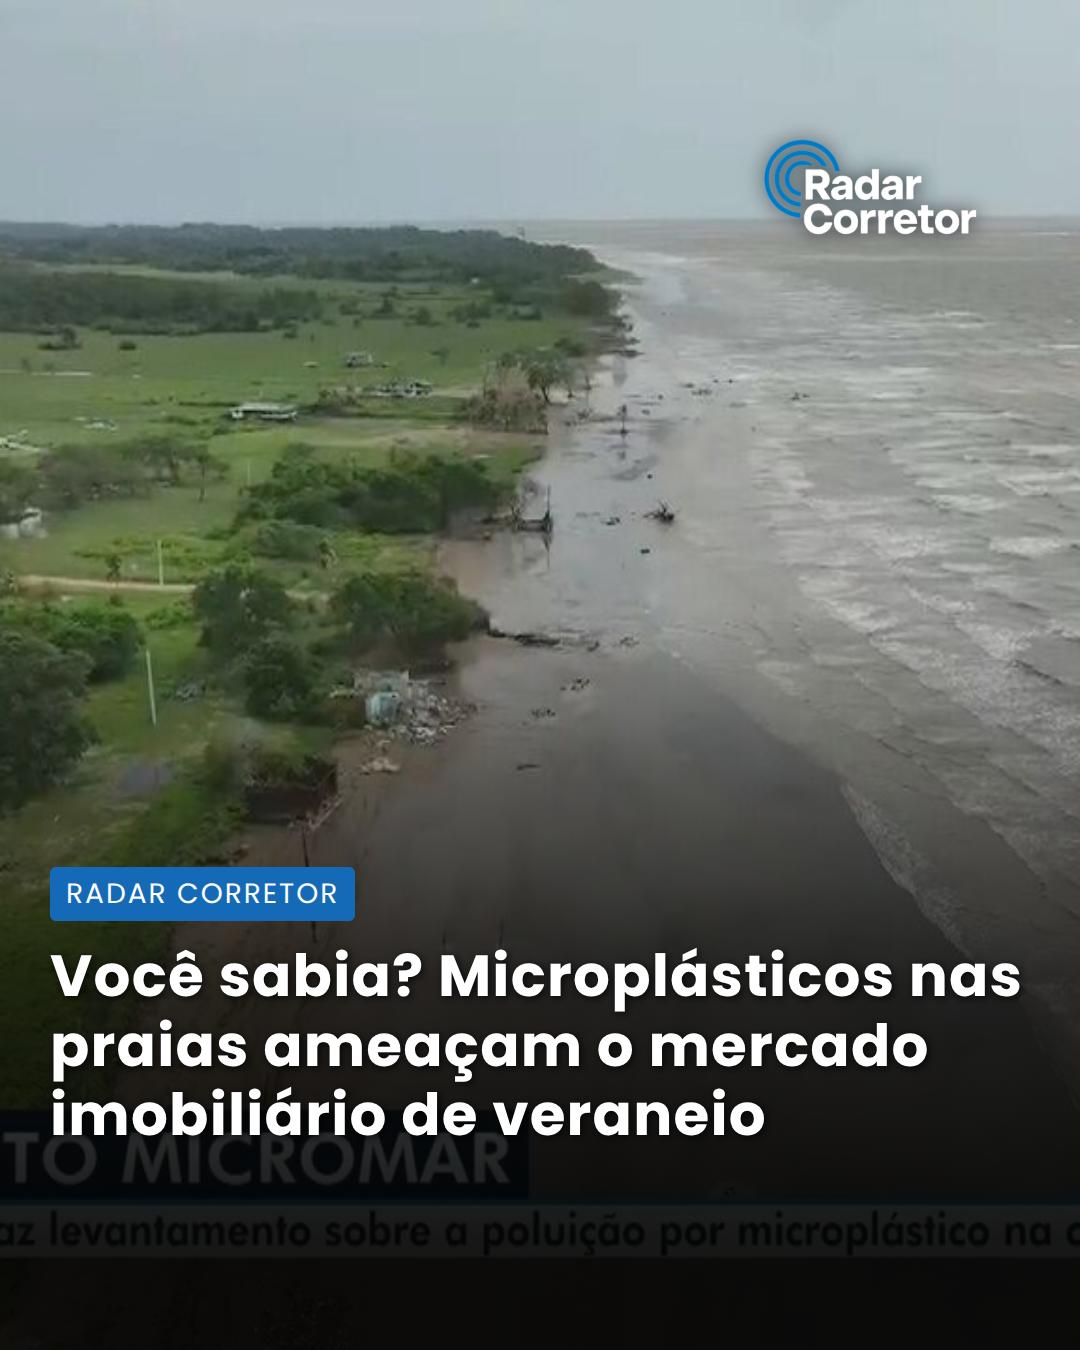 Radar
Corretor
RADAR CORRETOR
Você sabia? Microplásticos nas
praias ameaçam o mercado
imobiliário de veraneio
TO MICROMAR
az levantamento sobre a poluição por microplástico na